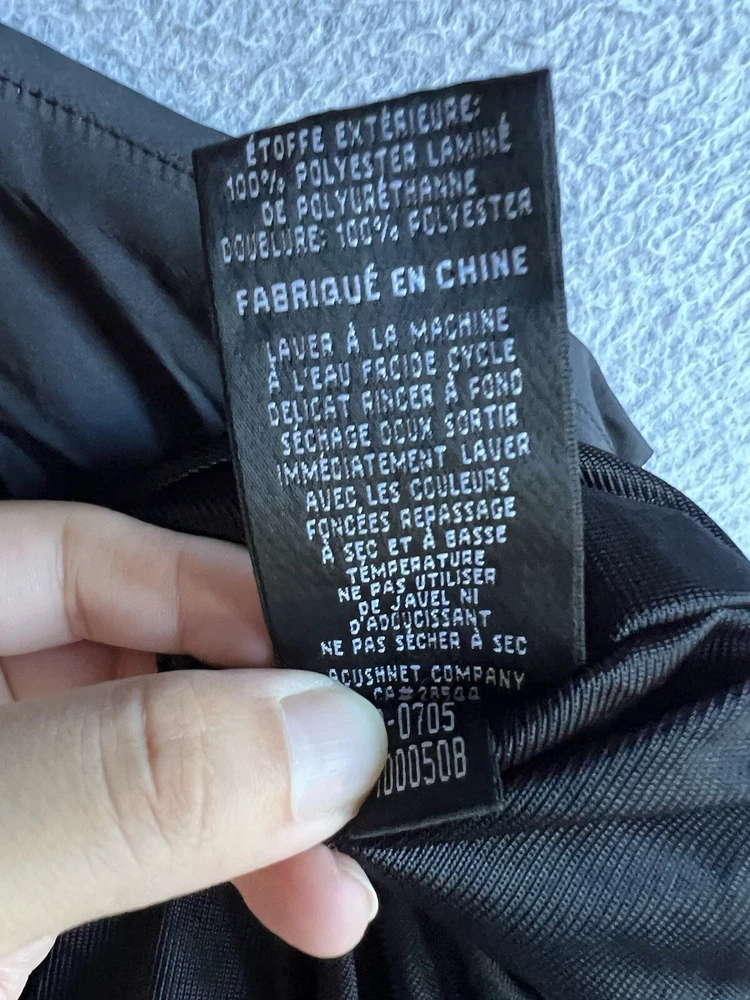 ÉTOFFE EXTÉRIEURE:
100% POLYESTER LAMINÉ
DE POLYURÉTHANNE
DOUBLURE: 100% POLYESTER
FABRIQUÉ EN CHINE
LAVER À LA MACHINE
À L'EAU FROIDE CYCLE
DÉLICAT RINCER À FOND
SÉCHAGE DOUX SORTIR
IMMÉDIATEMENT LAVER
AVEC LES COULEURS
FONCÉES REPASSAGE
À SEC ET À BASSE
TEMPÉRATURE
NE PAS UTILISER
DE JAVEL NI
D'ADOUCISSANT
NE PAS SÉCHER À SEC
ACUSHNET COMPANY
-0705
00050B